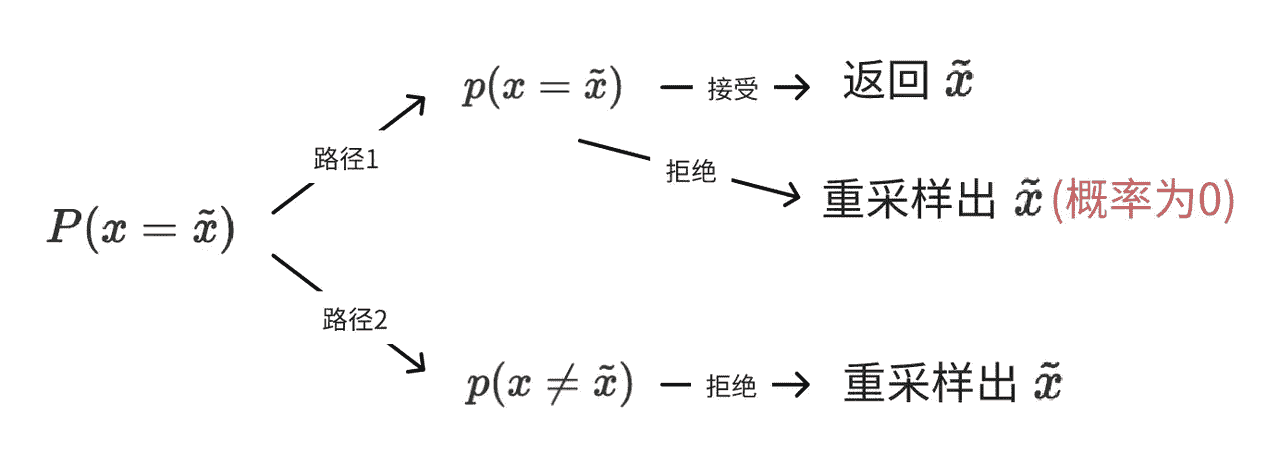 p(x = x̃) 接受 返回 x̃
路径1
拒绝 重采样出 x̃(概率为0)
P(x = x̃)
路径2
p(x ≠ x̃) 拒绝 重采样出 x̃